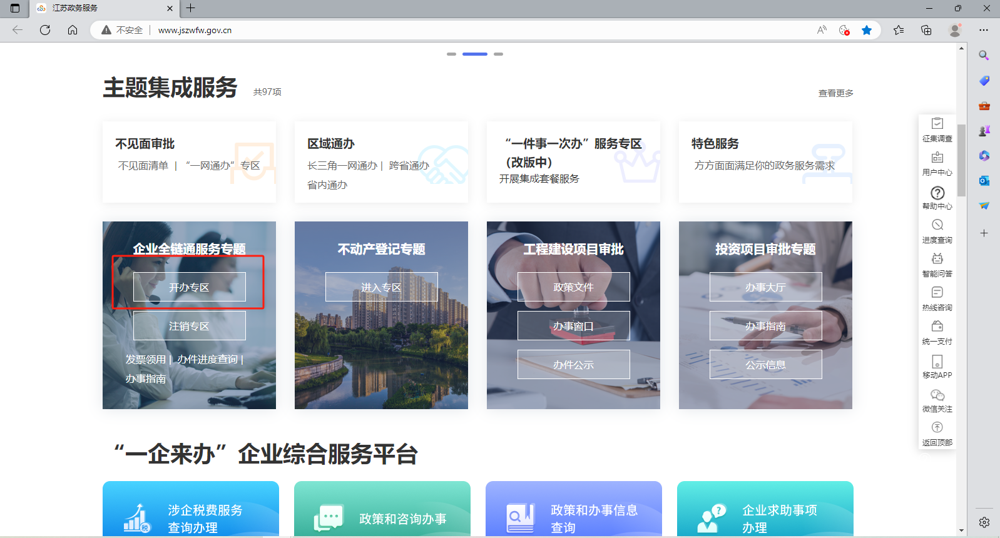 江苏政务服务
不安全
www.jszwfw.gov.cn
主题集成服务 共97项
查看更多
不见面审批
不见面清单 | “一网通办”专区
区域通办
长三角一网通办 | 跨省通办
省内通办
“一件事一次办”服务专区
（改版中）
开展集成套餐服务
特色服务
方方面面满足你的政务服务需求
企业全链通服务专题
开办专区
注销专区
发票领用 | 办件进度查询 |
办事指南
不动产登记专题
进入专区
工程建设项目审批
政策文件
办事窗口
办件公示
投资项目审批专题
办事大厅
办事指南
公示信息
“一企来办”企业综合服务平台
涉企税费服务
查询办理
税
政策和咨询办事
政策和办事信息
查询
企业求助事项
办理
征集调查
用户中心
帮助中心
进度查询
智能问答
热线咨询
统一支付
移动APP
微信关注
返回顶部